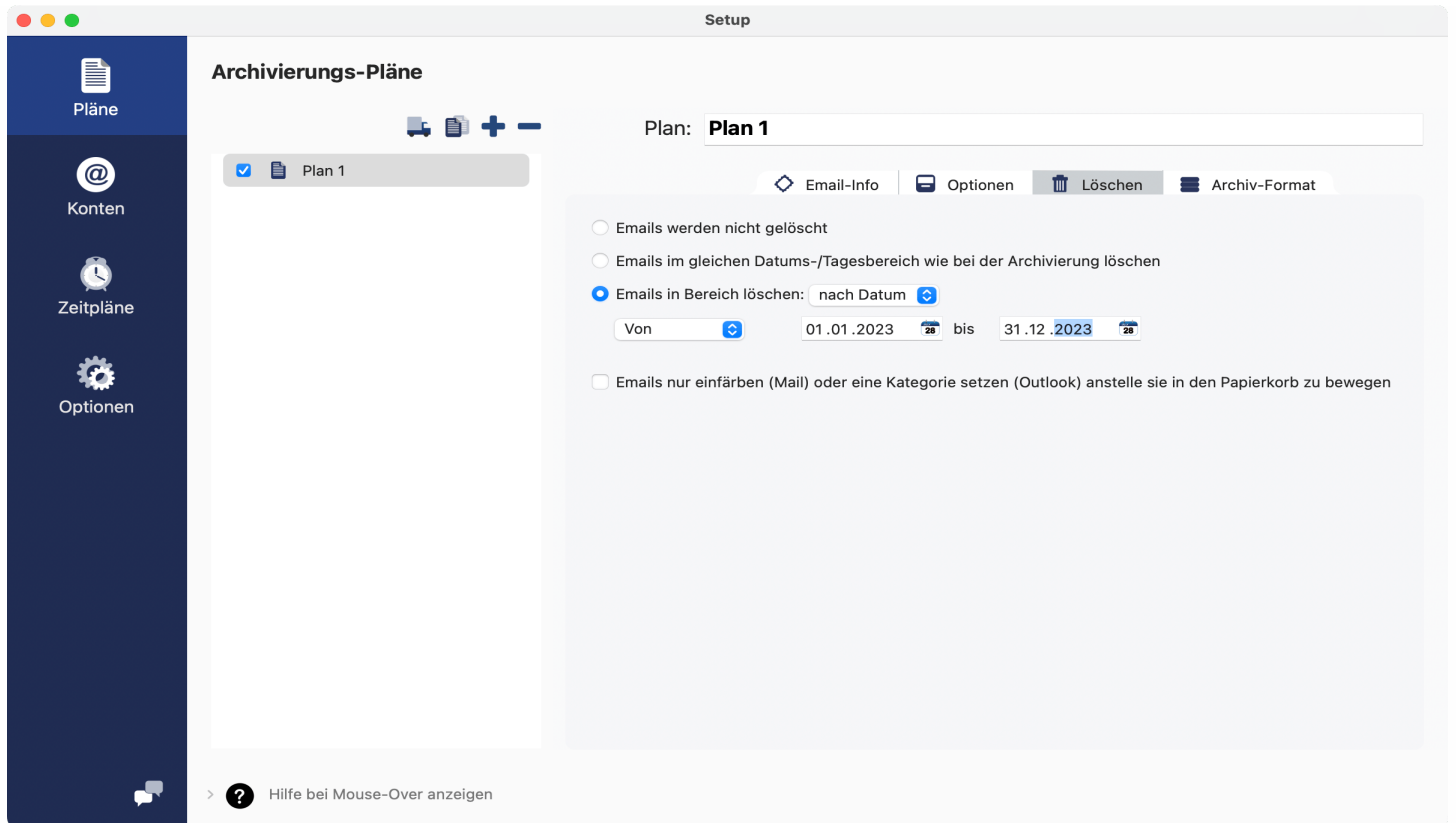 Setup
Pläne
Konten
Zeitpläne
Optionen
Archivierungs-Pläne
Plan 1
Plan: Plan 1
Email-Info Optionen Löschen Archiv-Format
Emails werden nicht gelöscht
Emails im gleichen Datums-/Tagesbereich wie bei der Archivierung löschen
Emails in Bereich löschen: nach Datum
Von 01.01.2023 28 bis 31.12.2023 28
Emails nur einfärben (Mail) oder eine Kategorie setzen (Outlook) anstelle sie in den Papierkorb zu bewegen
? Hilfe bei Mouse-Over anzeigen